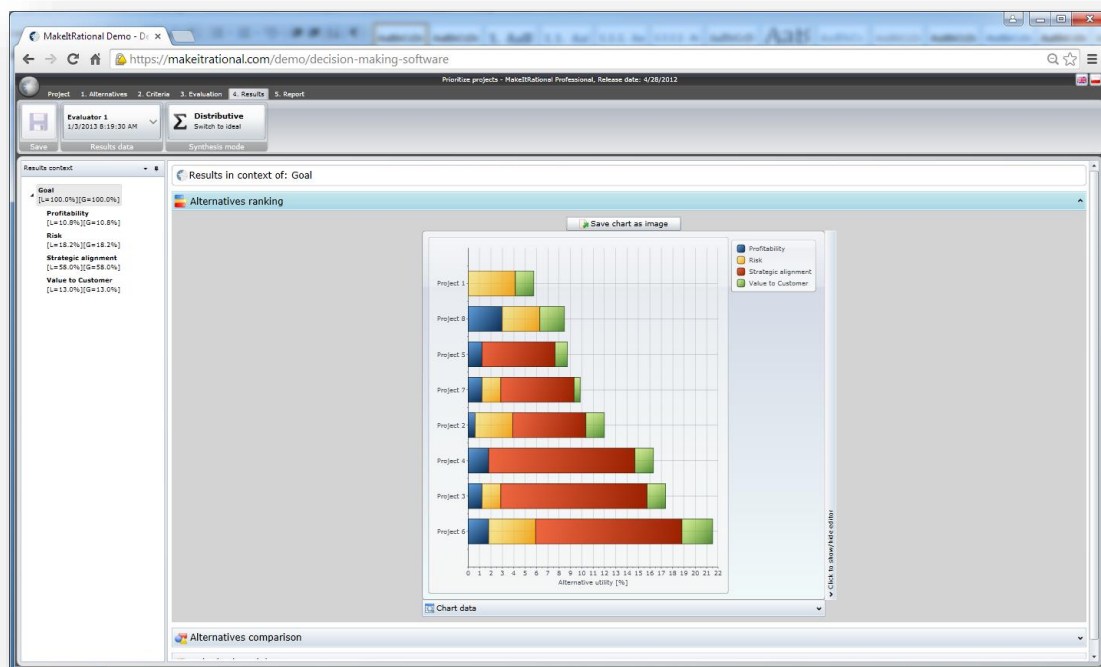 MakeItRational Demo - De
https://makeitrational.com/demo/decision-making-software
Prioritize projects - MakeItRational Professional, Release date: 4/28/2012
Project 1. Alternatives 2. Criteria 3. Evaluation 4. Results 5. Report
Evaluator 1
1/3/2013 8:19:30 AM
Distributive
Switch to ideal
Save Results data Synthesis mode
Results context
Goal
[L=100.0%][G=100.0%]
Profitability
[L=10.8%][G=10.8%]
Risk
[L=18.2%][G=18.2%]
Strategic alignment
[L=58.0%][G=58.0%]
Value to Customer
[L=13.0%][G=13.0%]
Results in context of: Goal
Alternatives ranking
Save chart as image
Profitability
Risk
Strategic alignment
Value to Customer
Project 1
Project 8
Project 5
Project 7
Project 2
Project 4
Project 3
Project 6
0 1 2 3 4 5 6 7 8 9 10 11 12 13 14 15 16 17 18 19 20 21 22
Alternative utility [%]
Click to show/hide editor
Chart data
Alternatives comparison